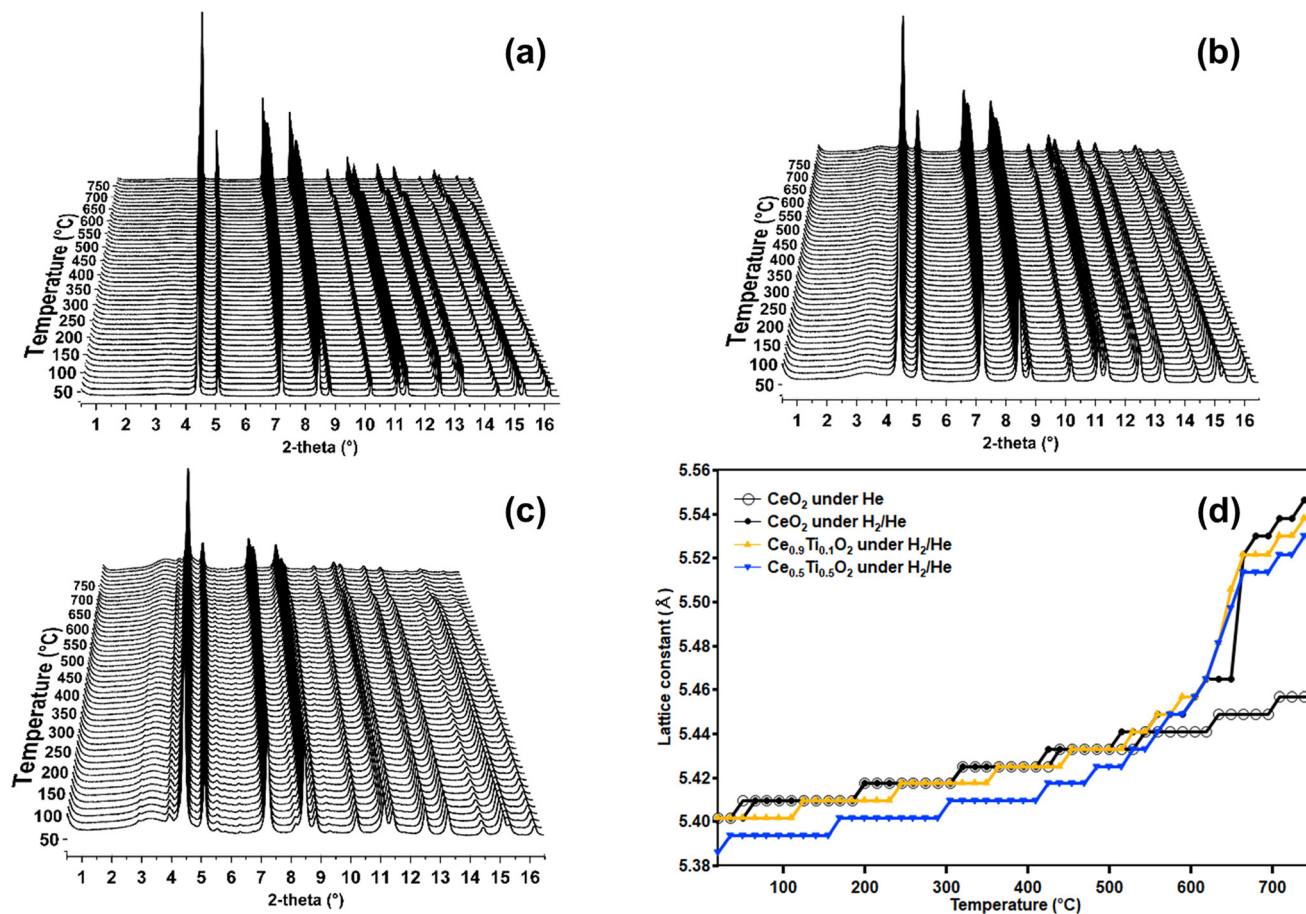 (a)
750
700
650
600
550
500
450
400
350
300
250
200
150
100
50
Temperature (°C)
1 2 3 4 5 6 7 8 9 10 11 12 13 14 15 16
2-theta (°)
(b)
750
700
650
600
550
500
450
400
350
300
250
200
150
100
50
Temperature (°C)
1 2 3 4 5 6 7 8 9 10 11 12 13 14 15 16
2-theta (°)
(c)
750
700
650
600
550
500
450
400
350
300
250
200
150
100
50
Temperature (°C)
1 2 3 4 5 6 7 8 9 10 11 12 13 14 15 16
2-theta (°)
(d)
CeO₂ under He
CeO₂ under H₂/He
Ce₀.₉Ti₀.₁O₂ under H₂/He
Ce₀.₅Ti₀.₅O₂ under H₂/He
5.56
5.54
5.52
5.50
5.48
5.46
5.44
5.42
5.40
5.38
Lattice constant (Å)
100 200 300 400 500 600 700
Temperature (°C)